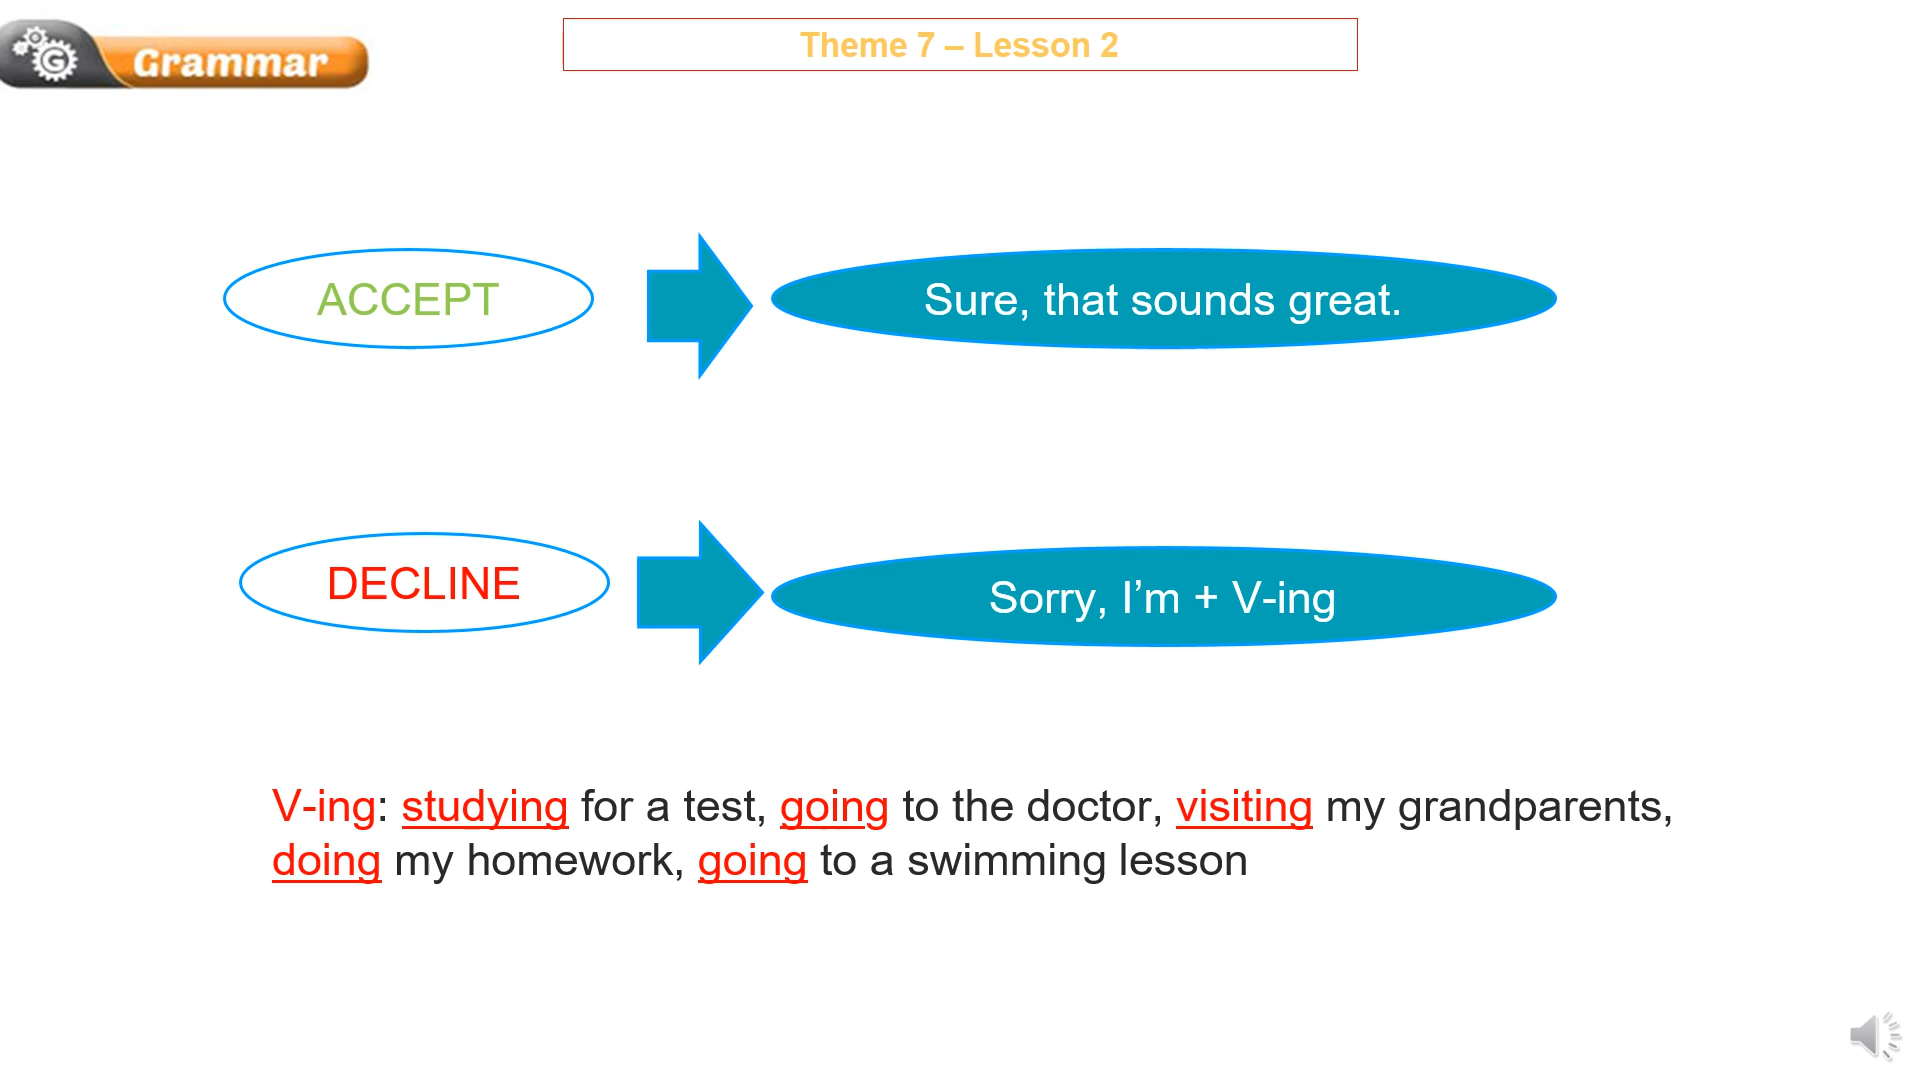 Grammar
Theme 7 – Lesson 2
ACCEPT
Sure, that sounds great.
DECLINE
Sorry, I’m + V-ing
V-ing: studying for a test, going to the doctor, visiting my grandparents,
doing my homework, going to a swimming lesson